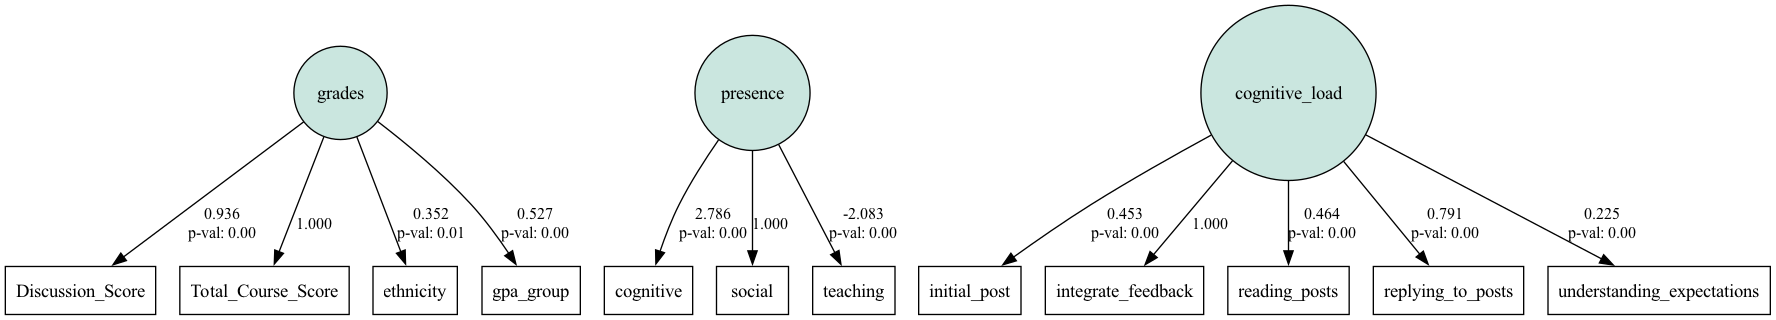 grades
presence
cognitive_load
0.936
p-val: 0.00
1.000
0.352
p-val: 0.01
0.527
p-val: 0.00
2.786
p-val: 0.00
1.000
-2.083
p-val: 0.00
0.453
p-val: 0.00
1.000
0.464
p-val: 0.00
0.791
p-val: 0.00
0.225
p-val: 0.00
Discussion_Score
Total_Course_Score
ethnicity
gpa_group
cognitive
social
teaching
initial_post
integrate_feedback
reading_posts
replying_to_posts
understanding_expectations